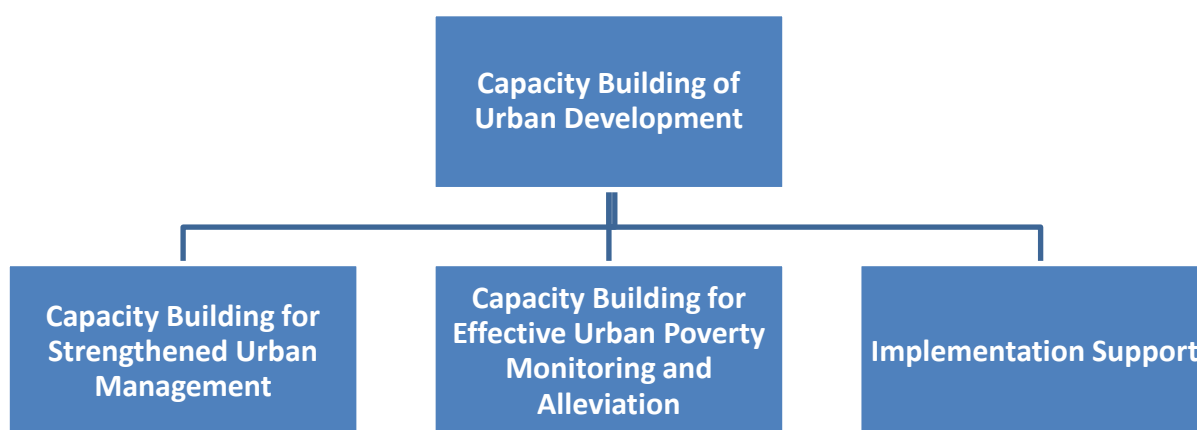 Capacity Building of
Urban Development
Capacity Building for
Strengthened Urban
Management
Capacity Building for
Effective Urban Poverty
Monitoring and
Alleviation
Implementation Support